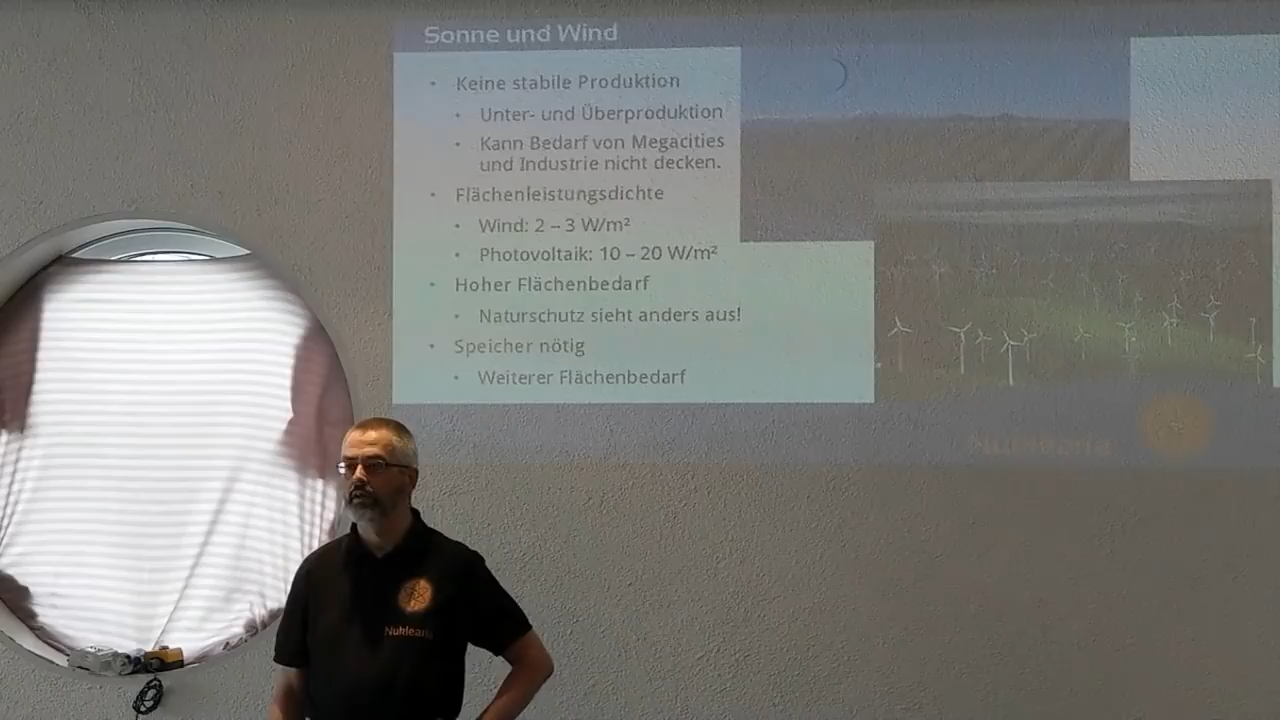 Sonne und Wind
• Keine stabile Produktion
• Unter- und Überproduktion
• Kann Bedarf von Megacities
und Industrie nicht decken.
• Flächenleistungsdichte
• Wind: 2 – 3 W/m²
• Photovoltaik: 10 – 20 W/m²
• Hoher Flächenbedarf
• Naturschutz sieht anders aus!
• Speicher nötig
• Weiterer Flächenbedarf
Nuklearia
Nuklearia